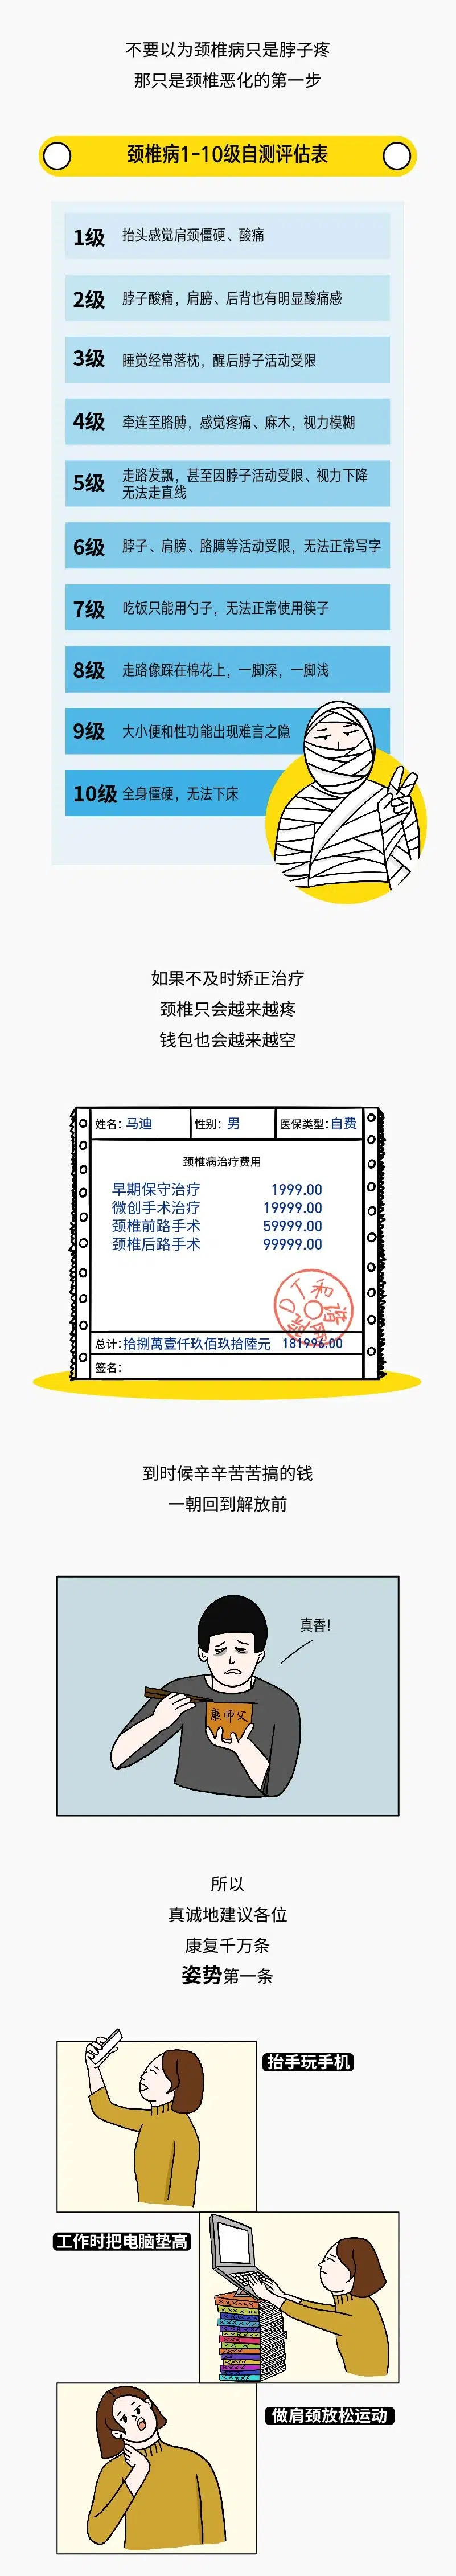 不要以为颈椎病只是脖子疼
那只是颈椎恶化的第一步
颈椎病1-10级自测评估表
1级 抬头感觉肩颈僵硬、酸痛
2级 脖子酸痛，肩膀、后背也有明显酸痛感
3级 睡觉经常落枕，醒后脖子活动受限
4级 牵连至胳膊，感觉疼痛、麻木，视力模糊
5级 走路发飘，甚至因脖子活动受限、视力下降
无法走直线
6级 脖子、肩膀、胳膊等活动受限，无法正常写字
7级 吃饭只能用勺子，无法正常使用筷子
8级 走路像踩在棉花上，一脚深，一脚浅
9级 大小便和性功能出现难言之隐
10级 全身僵硬，无法下床
如果不及时矫正治疗
颈椎只会越来越疼
钱包也会越来越空
姓名：马迪 性别：男 医保类型：自费
颈椎病治疗费用
早期保守治疗 1999.00
微创手术治疗 19999.00
颈椎前路手术 59999.00
颈椎后路手术 99999.00
DT和谐医院
总计：拾捌萬壹仟玖佰玖拾陸元 181996.00
签名：
到时候辛辛苦苦搞的钱
一朝回到解放前
真香！
康师父
所以
真诚地建议各位
康复千万条
姿势第一条
抬手玩手机
工作时把电脑垫高
做肩颈放松运动